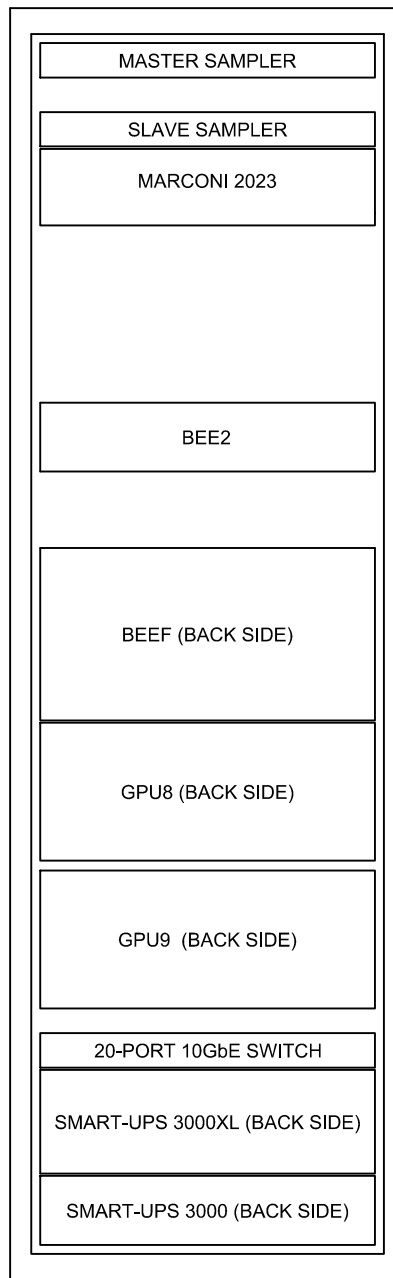 MASTER SAMPLER
SLAVE SAMPLER
MARCONI 2023
BEE2
BEEF (BACK SIDE)
GPU8 (BACK SIDE)
GPU9 (BACK SIDE)
20-PORT 10GbE SWITCH
SMART-UPS 3000XL (BACK SIDE)
SMART-UPS 3000 (BACK SIDE)